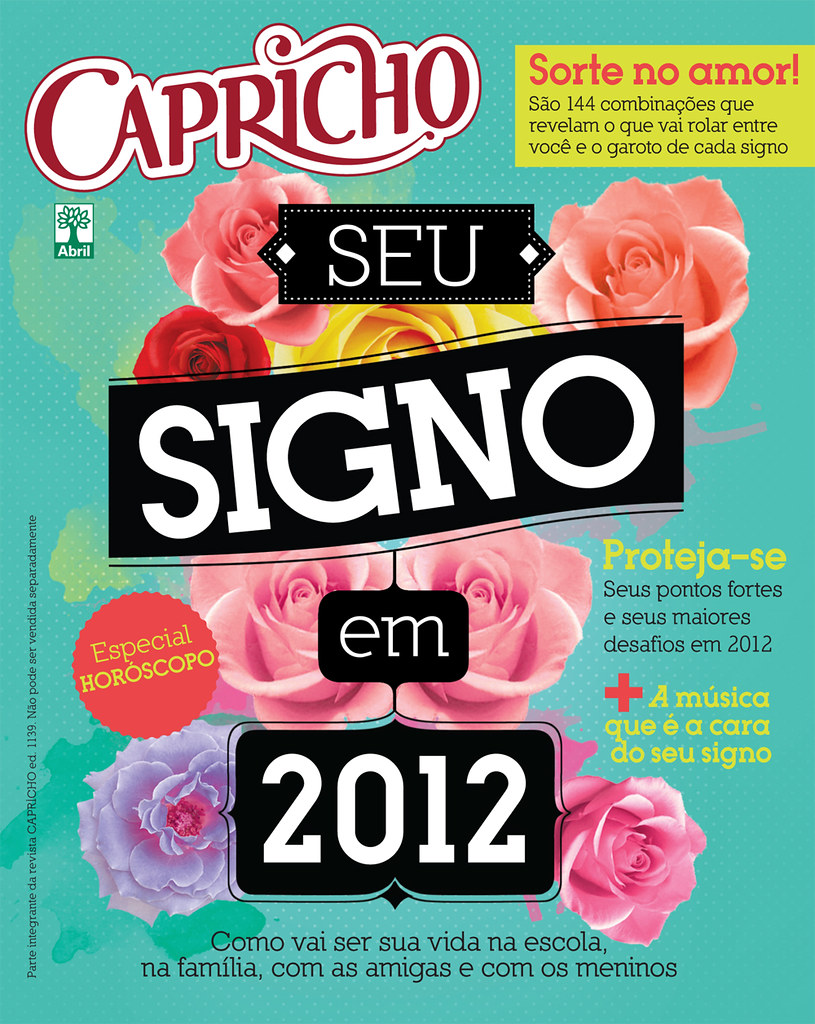 CAPRICHO
Abril
Sorte no amor!
São 144 combinações que
revelam o que vai rolar entre
você e o garoto de cada signo
SEU
SIGNO
em
2012
Especial
HORÓSCOPO
Proteja-se
Seus pontos fortes
e seus maiores
desafios em 2012
+ A música
que é a cara
do seu signo
Como vai ser sua vida na escola,
na família, com as amigas e com os meninos
Parte integrante da revista CAPRICHO ed. 1139. Não pode ser vendida separadamente